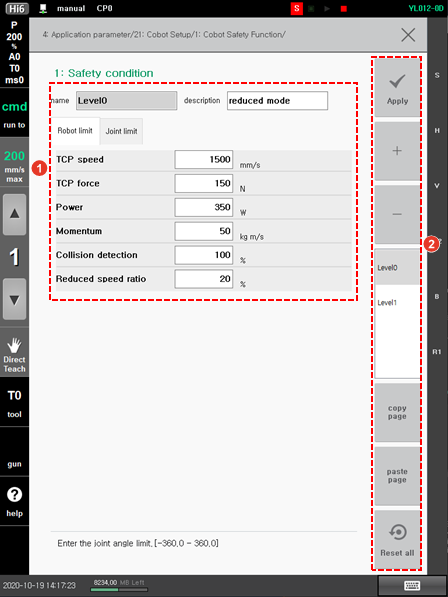 Hi6 manual CP0 S YL012-0D
P
200
%
A0
T0
ms0
cmd
run to
200
mm/s
max
1
Direct
Teach
T0
tool
gun
?
help
4: Application parameter/21: Cobot Setup/1: Cobot Safety Function/
1: Safety condition
name Level0 description reduced mode
Robot limit Joint limit
1
TCP speed 1500 mm/s
TCP force 150 N
Power 350 W
Momentum 50 kg m/s
Collision detection 100 %
Reduced speed ratio 20 %
Enter the joint angle limit.[-360.0 - 360.0]
Apply
+
−
2
Level0
Level1
copy
page
paste
page
Reset all
S
H
V
B
R1
2020-10-19 14:17:23 8234.00 MB Left